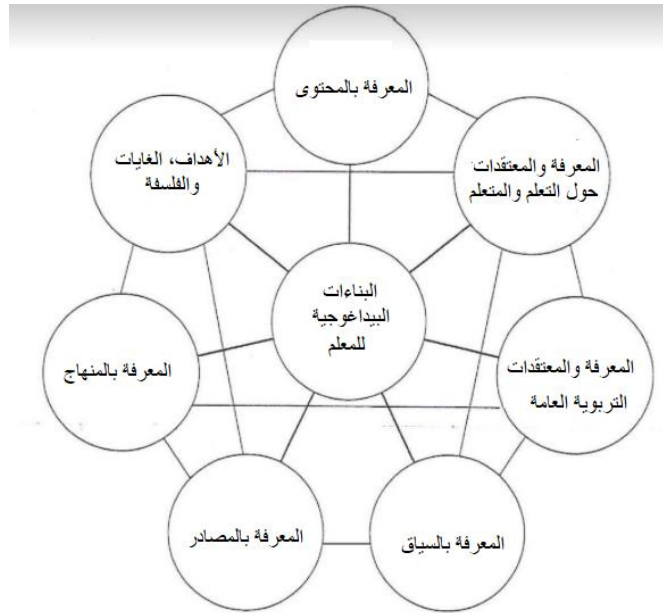 المعرفة بالمحتوى
الأهداف، الغايات
والفلسفة
المعرفة والمعتقدات
حول التعلم والمتعلم
البناءات
البيداغوجية
للمعلم
المعرفة بالمنهاج
المعرفة والمعتقدات
التربوية العامة
المعرفة بالمصادر
المعرفة بالسياق